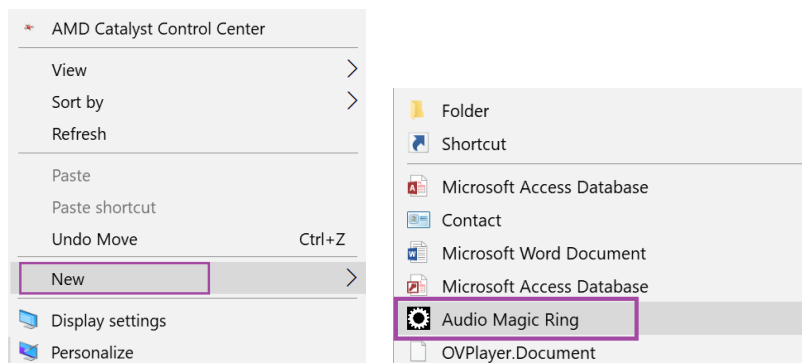 AMD Catalyst Control Center
View
Sort by
Refresh
Paste
Paste shortcut
Undo Move Ctrl+Z
New
Display settings
Personalize
Folder
Shortcut
Microsoft Access Database
Contact
Microsoft Word Document
Microsoft Access Database
Audio Magic Ring
OVPlayer.Document